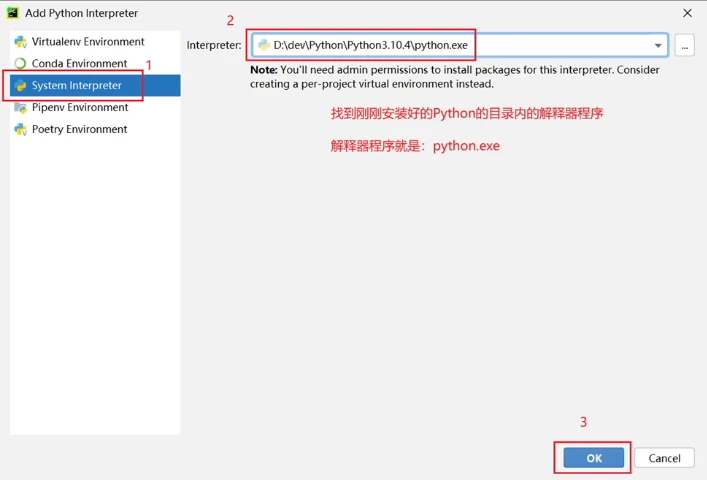 Add Python Interpreter
2
Virtualenv Environment
Interpreter:
D:\dev\Python\Python3.10.4\python.exe
...
Conda Environment
1
System Interpreter
Note: You'll need admin permissions to install packages for this interpreter. Consider
creating a per-project virtual environment instead.
Pipenv Environment
Poetry Environment
找到刚刚安装好的Python的目录内的解释器程序
解释器程序就是：python.exe
3
OK
Cancel